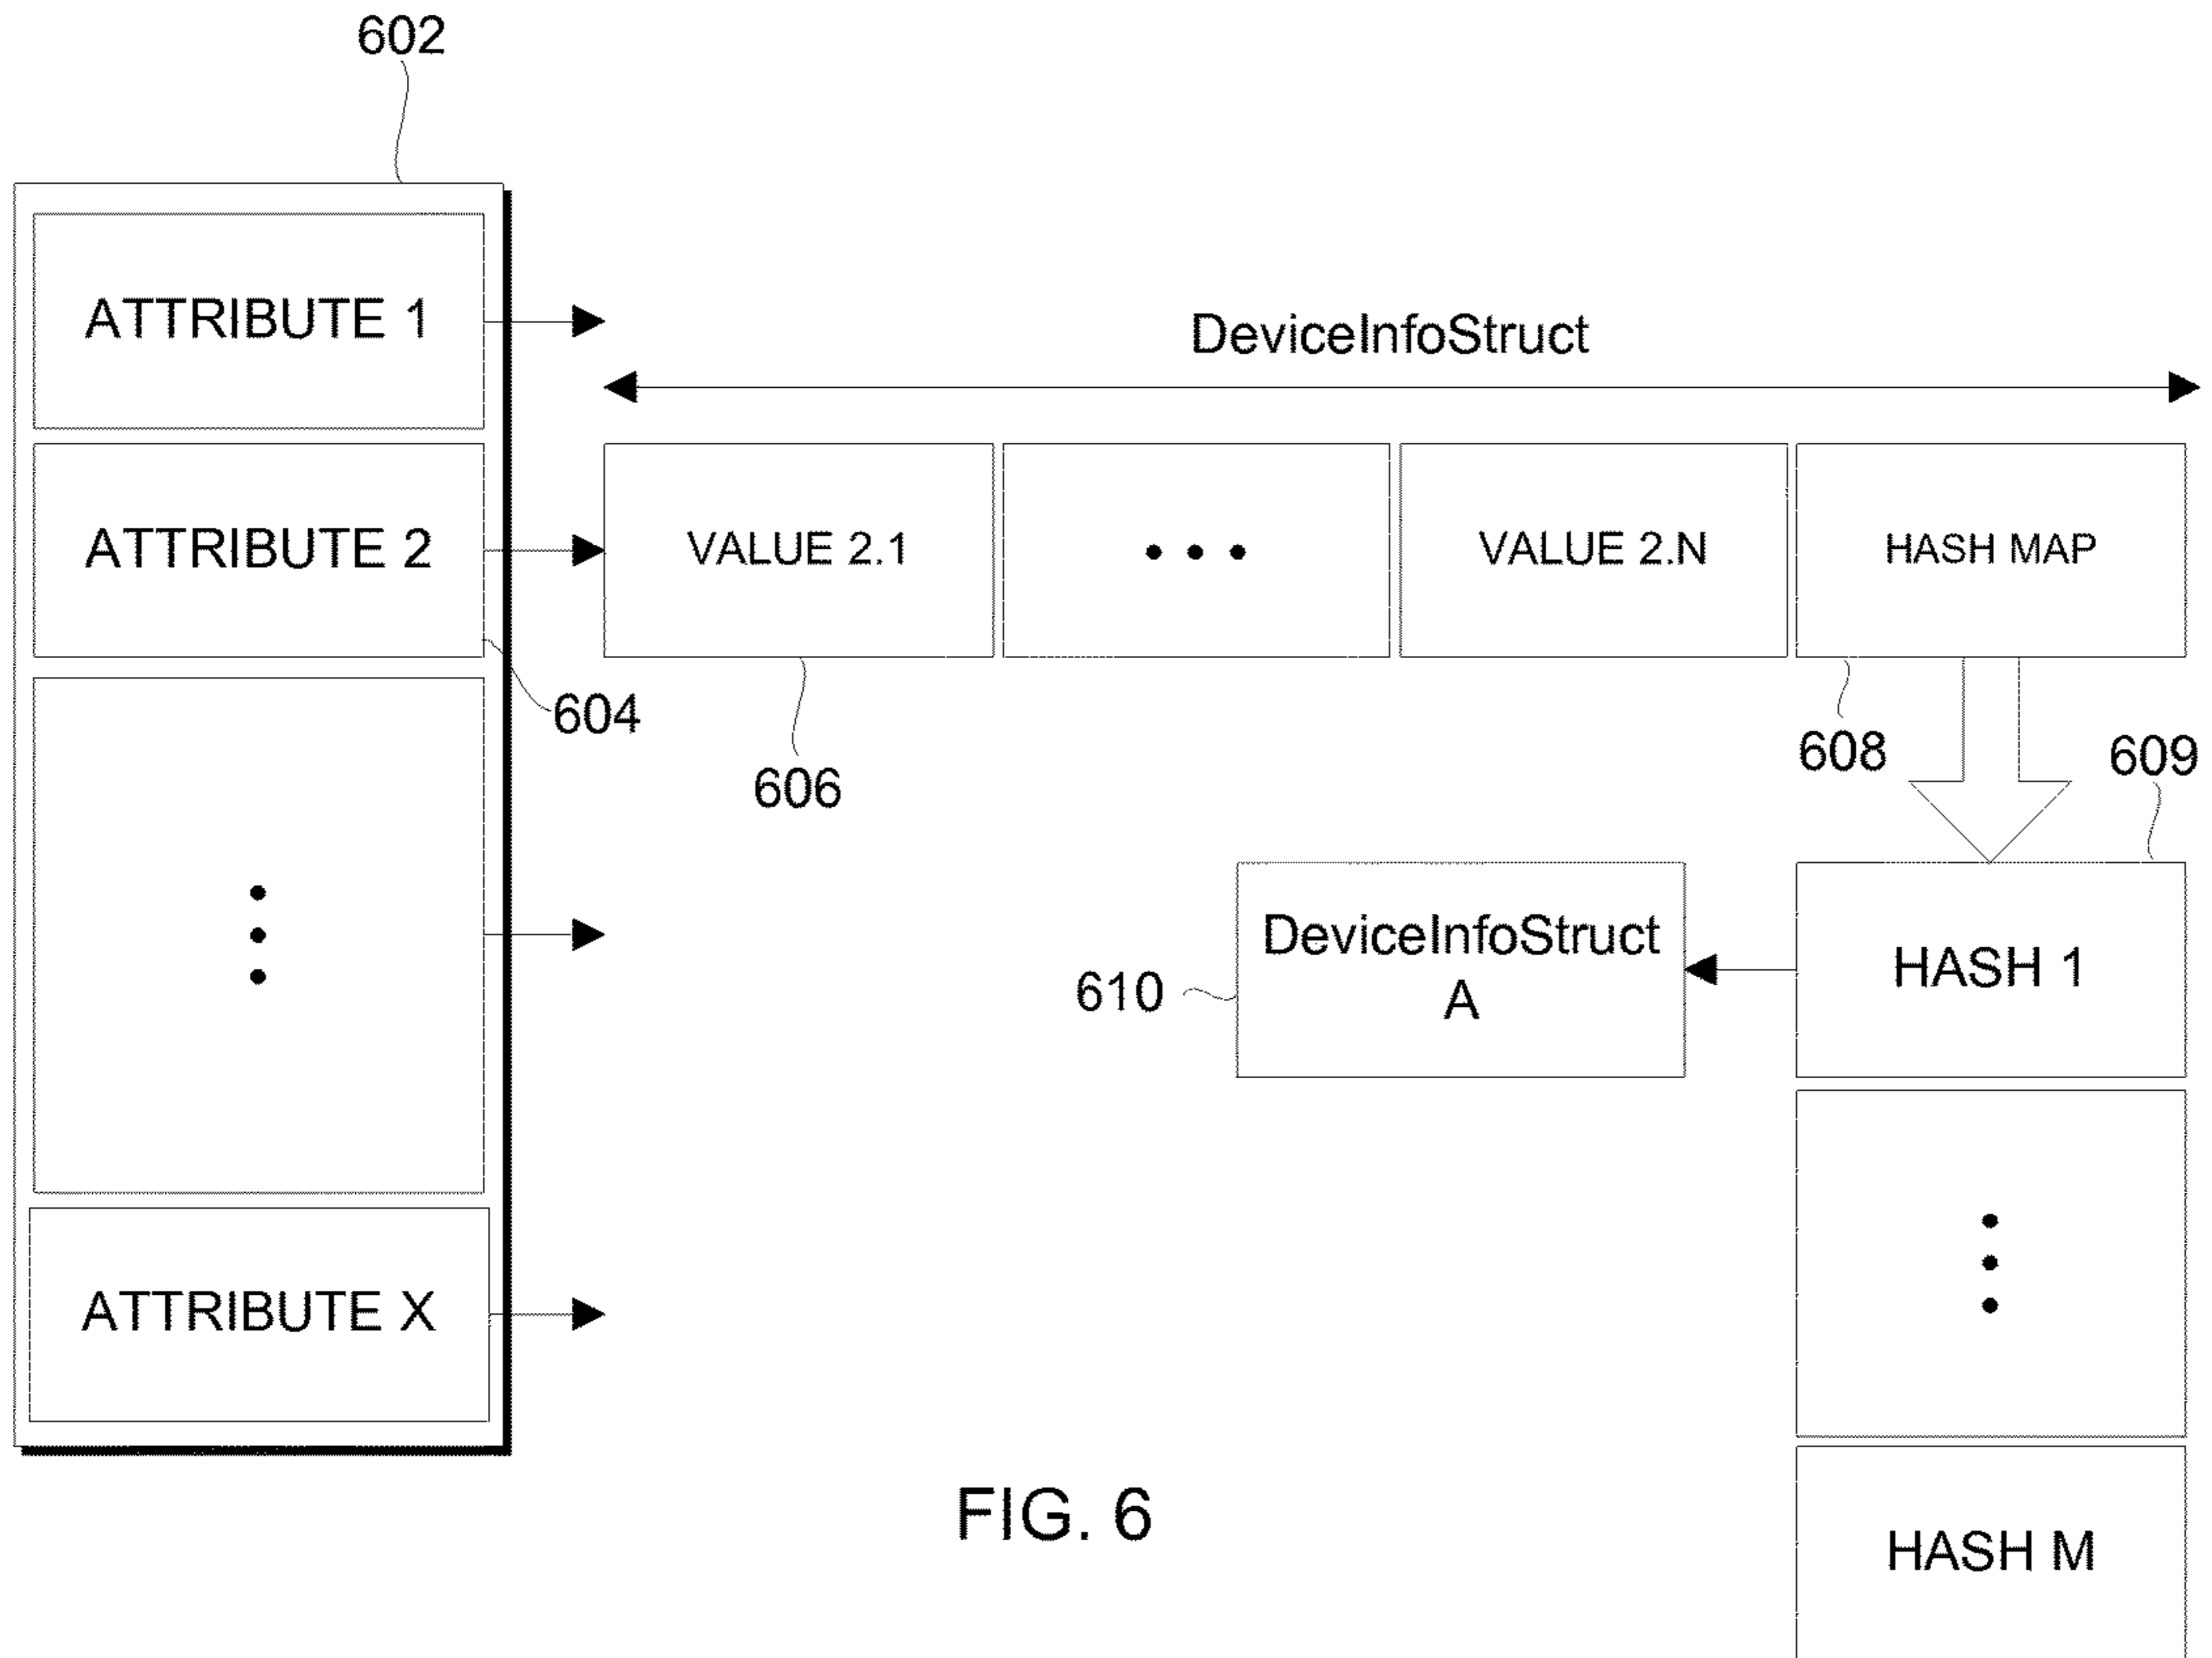 602
ATTRIBUTE 1
DeviceInfoStruct
ATTRIBUTE 2
VALUE 2.1
VALUE 2.N
HASH MAP
604
606
608
609
DeviceInfoStruct
A
HASH 1
610
ATTRIBUTE X
FIG. 6
HASH M